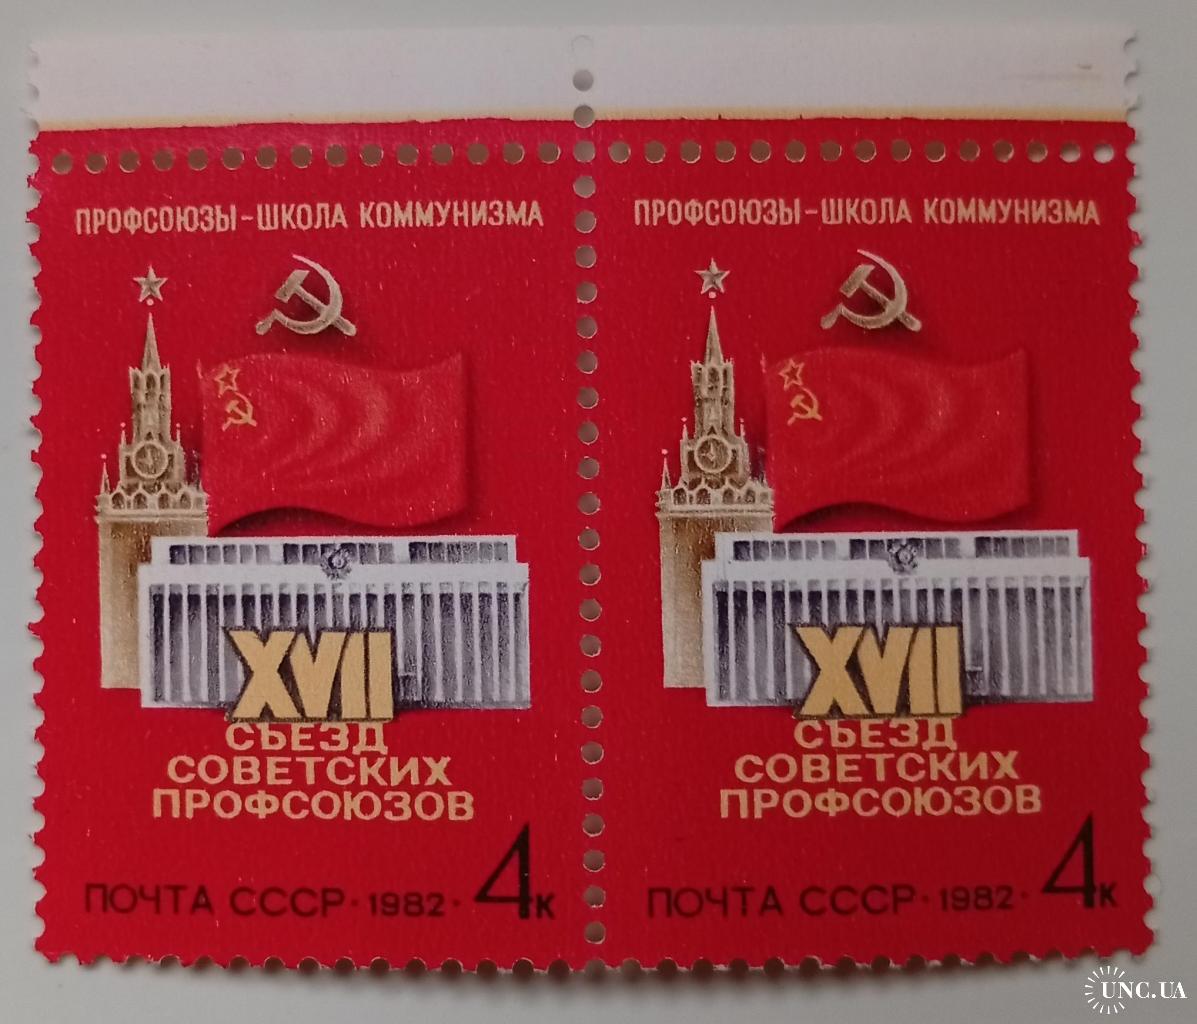 ПРОФСОЮЗЫ-ШКОЛА КОММУНИЗМА
XVII
СЪЕЗД
СОВЕТСКИХ
ПРОФСОЮЗОВ
ПОЧТА СССР·1982· 4к
ПРОФСОЮЗЫ-ШКОЛА КОММУНИЗМА
XVII
СЪЕЗД
СОВЕТСКИХ
ПРОФСОЮЗОВ
ПОЧТА СССР·1982· 4к
UNC.UA